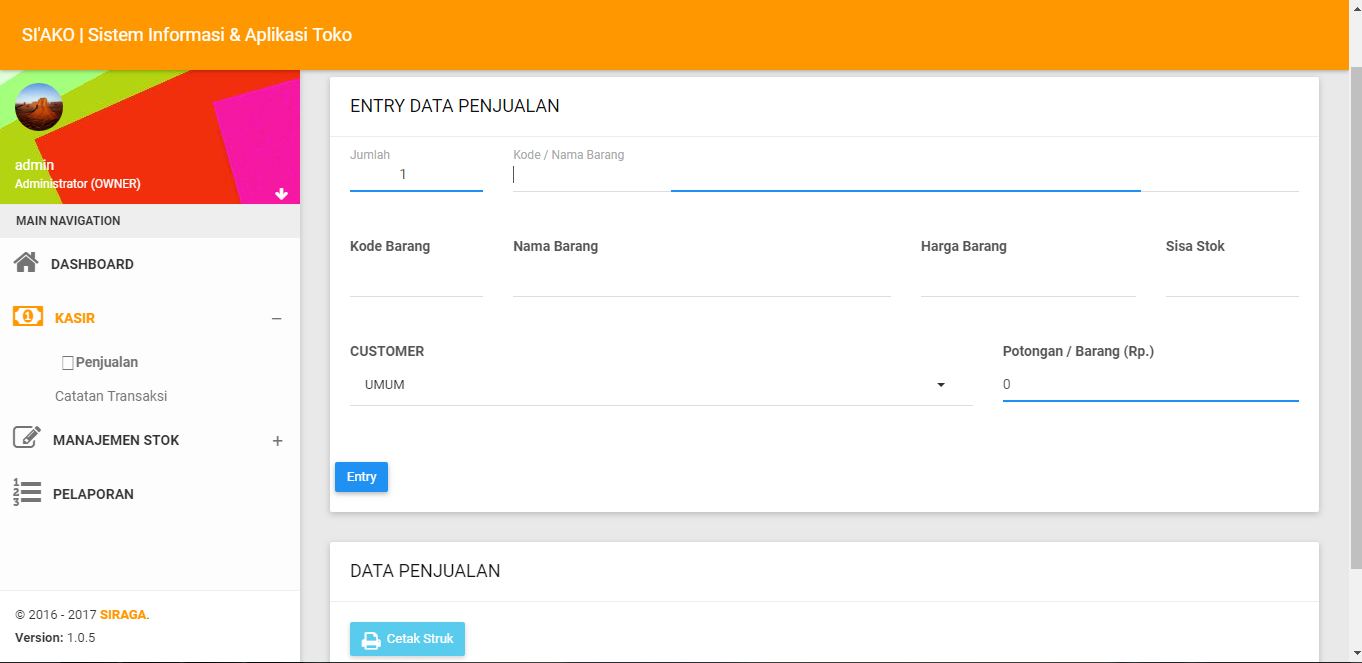 SI'AKO | Sistem Informasi & Aplikasi Toko
admin
Administrator (OWNER)
MAIN NAVIGATION
DASHBOARD
KASIR
Penjualan
Catatan Transaksi
MANAJEMEN STOK
PELAPORAN
© 2016 - 2017 SIRAGA.
Version: 1.0.5
ENTRY DATA PENJUALAN
Jumlah
1
Kode / Nama Barang
Kode Barang
Nama Barang
Harga Barang
Sisa Stok
CUSTOMER
UMUM
Potongan / Barang (Rp.)
0
Entry
DATA PENJUALAN
Cetak Struk